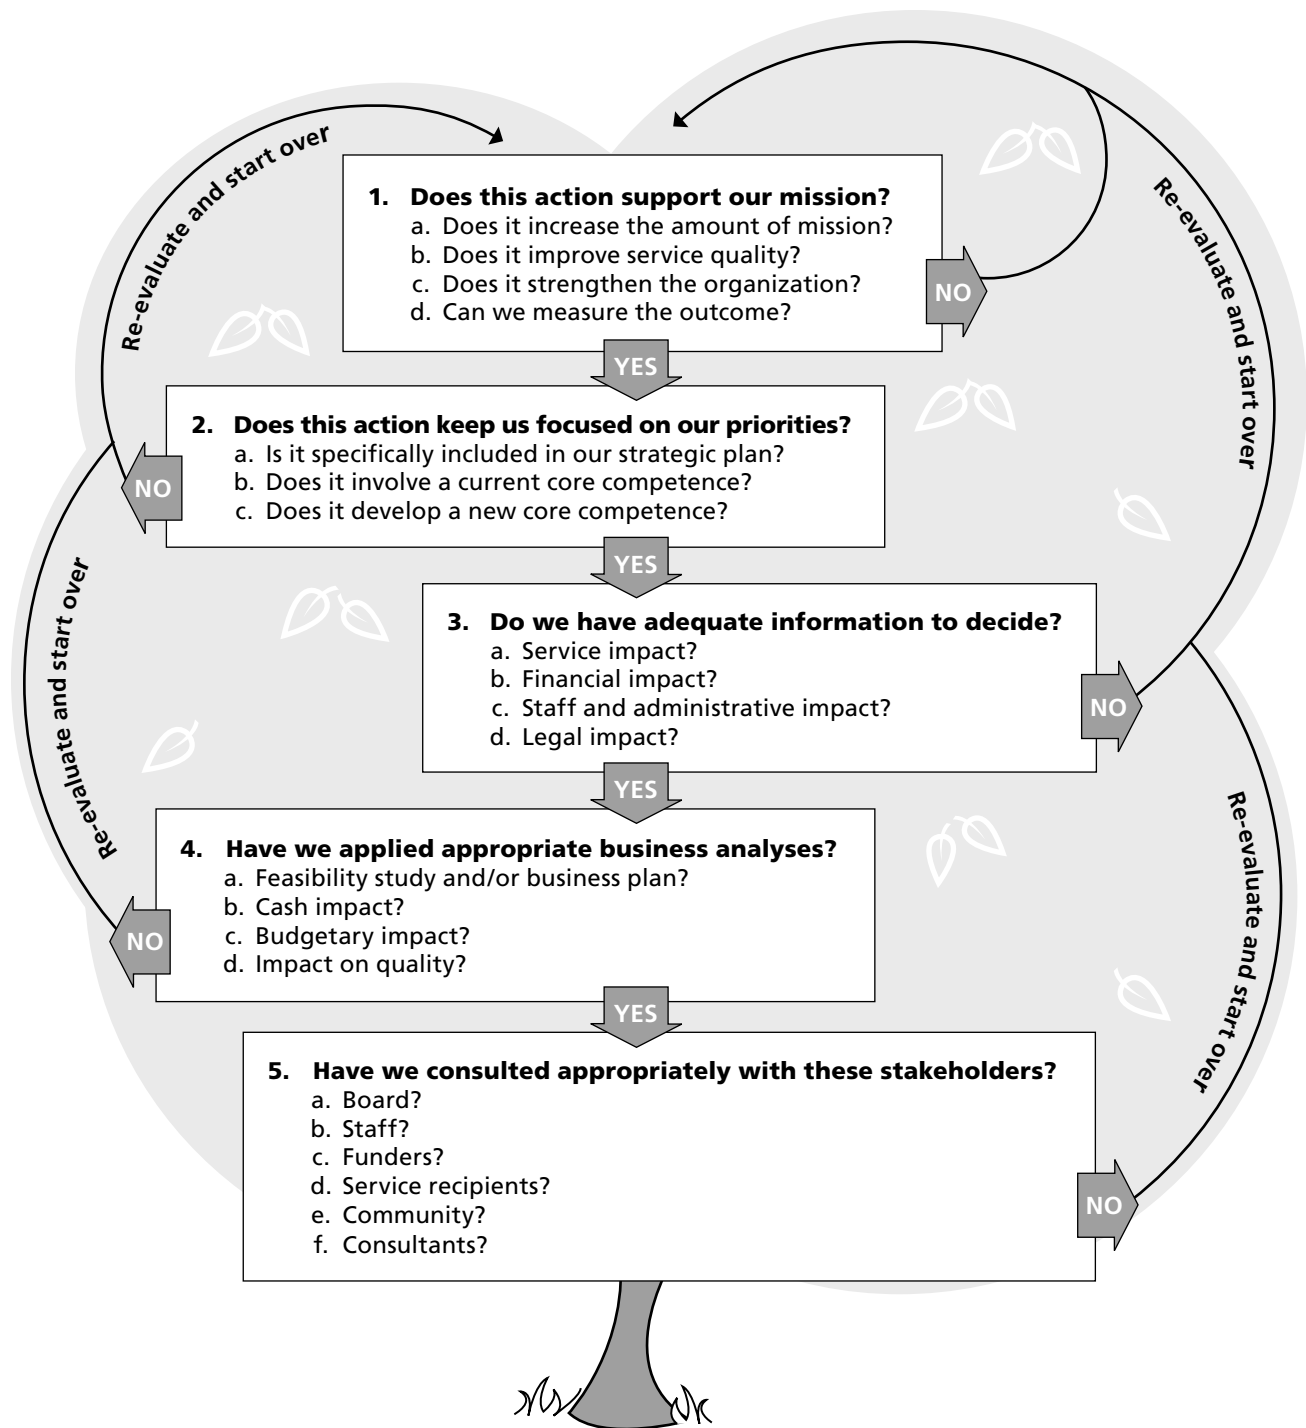 Re-evaluate and start over
Re-evaluate and start over
1. Does this action support our mission?
a. Does it increase the amount of mission?
b. Does it improve service quality?
c. Does it strengthen the organization?
d. Can we measure the outcome?
NO
YES
2. Does this action keep us focused on our priorities?
a. Is it specifically included in our strategic plan?
b. Does it involve a current core competence?
c. Does it develop a new core competence?
NO
YES
Re-evaluate and start over
3. Do we have adequate information to decide?
a. Service impact?
b. Financial impact?
c. Staff and administrative impact?
d. Legal impact?
NO
YES
4. Have we applied appropriate business analyses?
a. Feasibility study and/or business plan?
b. Cash impact?
c. Budgetary impact?
d. Impact on quality?
NO
Re-evaluate and start over
YES
5. Have we consulted appropriately with these stakeholders?
a. Board?
b. Staff?
c. Funders?
d. Service recipients?
e. Community?
f. Consultants?
NO